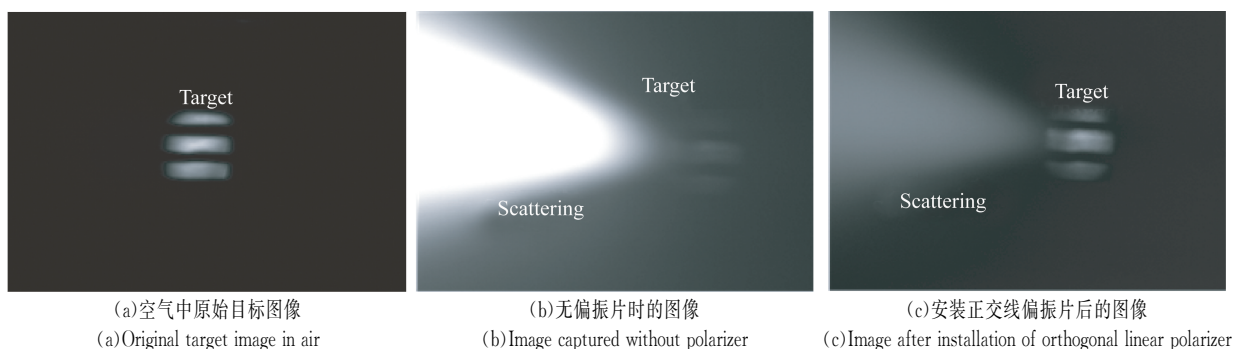 Target
Target
Scattering
Target
Scattering
(a)空气中原始目标图像
(a)Original target image in air
(b)无偏振片时的图像
(b)Image captured without polarizer
(c)安装正交线偏振片后的图像
(c)Image after installation of orthogonal linear polarizer